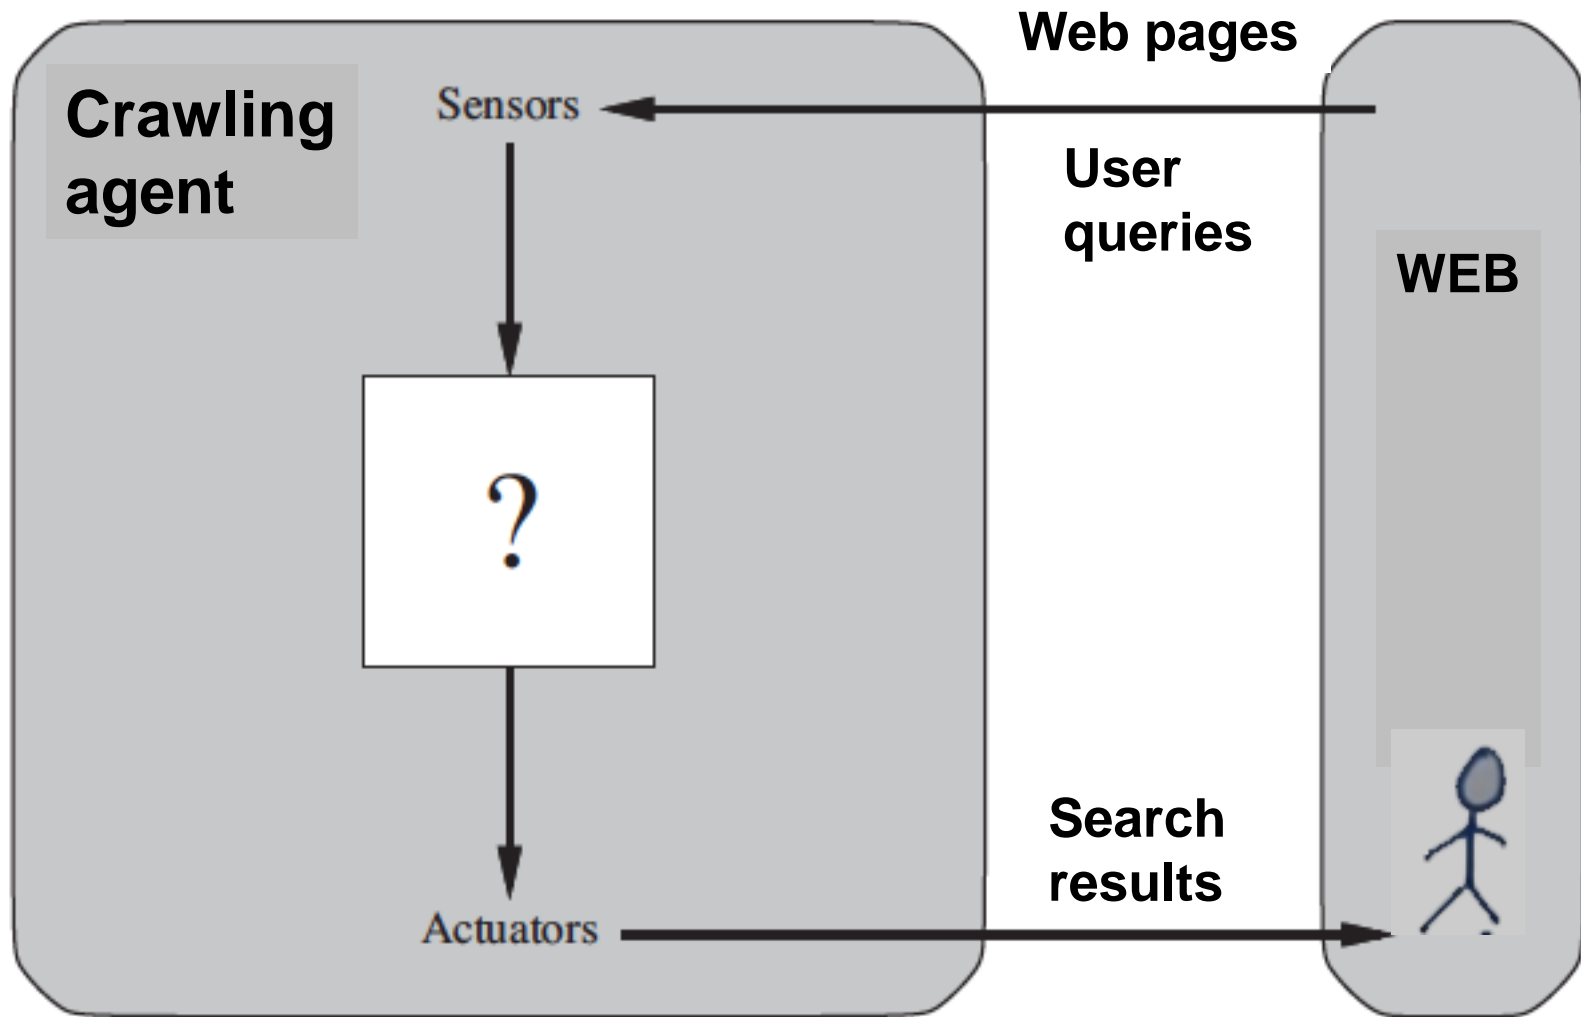 Web pages
Crawling
agent
Sensors
User
queries
WEB
?
Search
results
Actuators